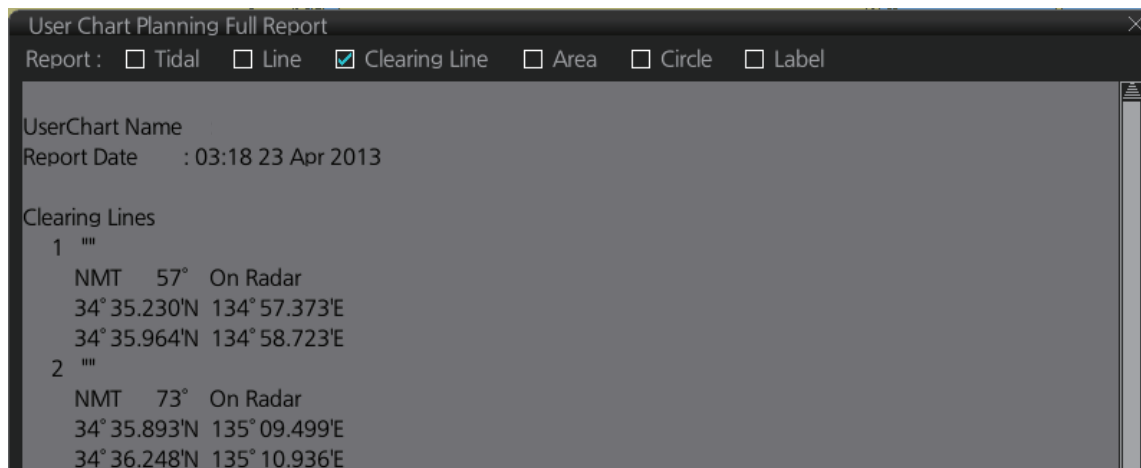 User Chart Planning Full Report
Report : Tidal Line Clearing Line Area Circle Label
UserChart Name
Report Date : 03:18 23 Apr 2013
Clearing Lines
1 ""
NMT 57° On Radar
34°35.230'N 134°57.373'E
34°35.964'N 134°58.723'E
2 ""
NMT 73° On Radar
34°35.893'N 135°09.499'E
34°36.248'N 135°10.936'E